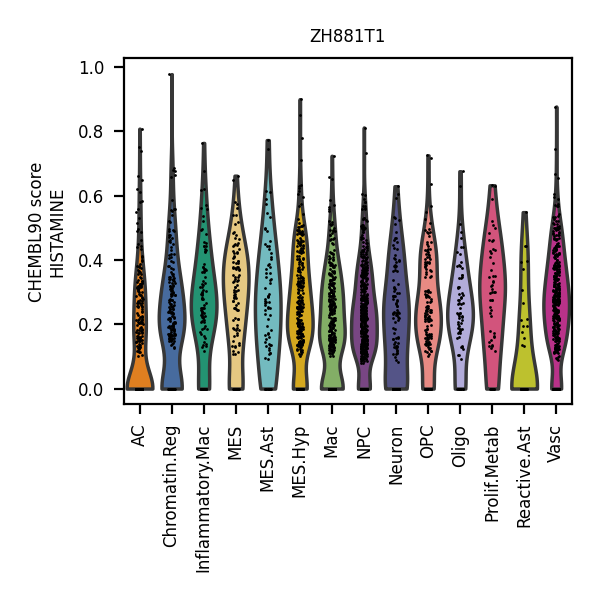 ZH881T1
CHEMBL90 score
HISTAMINE
1.0
0.8
0.6
0.4
0.2
0.0
AC
Chromatin.Reg
Inflammatory.Mac
MES
MES.Ast
MES.Hyp
Mac
NPC
Neuron
OPC
Oligo
Prolif.Metab
Reactive.Ast
Vasc